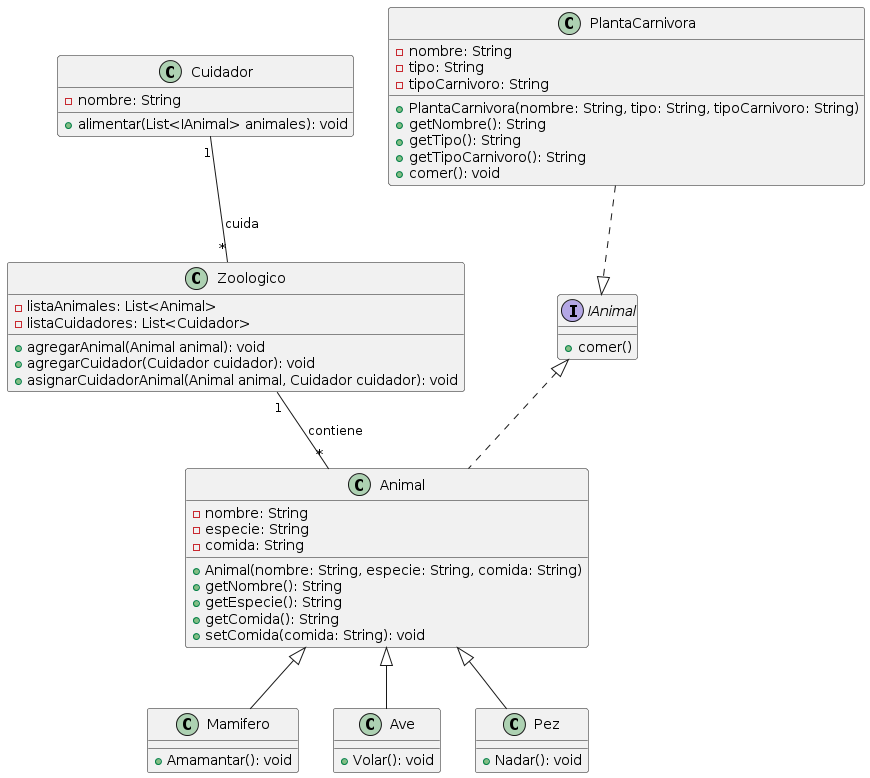 PlantaCarnivora
nombre: String
tipo: String
tipoCarnivoro: String
PlantaCarnivora(nombre: String, tipo: String, tipoCarnivoro: String)
getNombre(): String
getTipo(): String
getTipoCarnivoro(): String
comer(): void
Cuidador
nombre: String
alimentar(List<IAnimal> animales): void
1
cuida
*
Zoologico
listaAnimales: List<Animal>
listaCuidadores: List<Cuidador>
agregarAnimal(Animal animal): void
agregarCuidador(Cuidador cuidador): void
asignarCuidadorAnimal(Animal animal, Cuidador cuidador): void
IAnimal
comer()
1
contiene
*
Animal
nombre: String
especie: String
comida: String
Animal(nombre: String, especie: String, comida: String)
getNombre(): String
getEspecie(): String
getComida(): String
setComida(comida: String): void
Mamifero
Amamantar(): void
Ave
Volar(): void
Pez
Nadar(): void